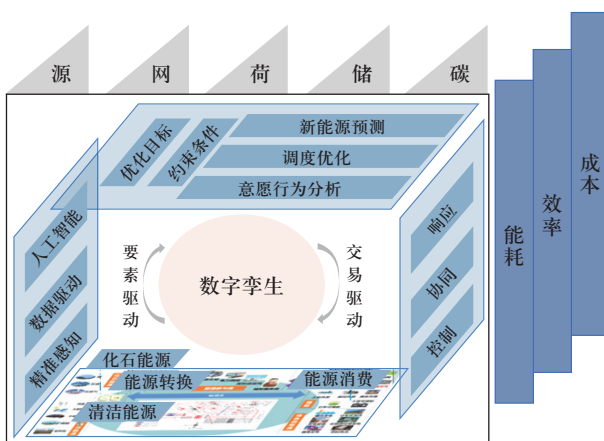 源 网 荷 储 碳
优化目标
约束条件
新能源预测
调度优化
意愿行为分析
人工智能
数据驱动
精准感知
要素驱动
数字孪生
交易驱动
响应
协同
控制
能耗
效率
成本
化石能源
能源转换
能源消费
清洁能源